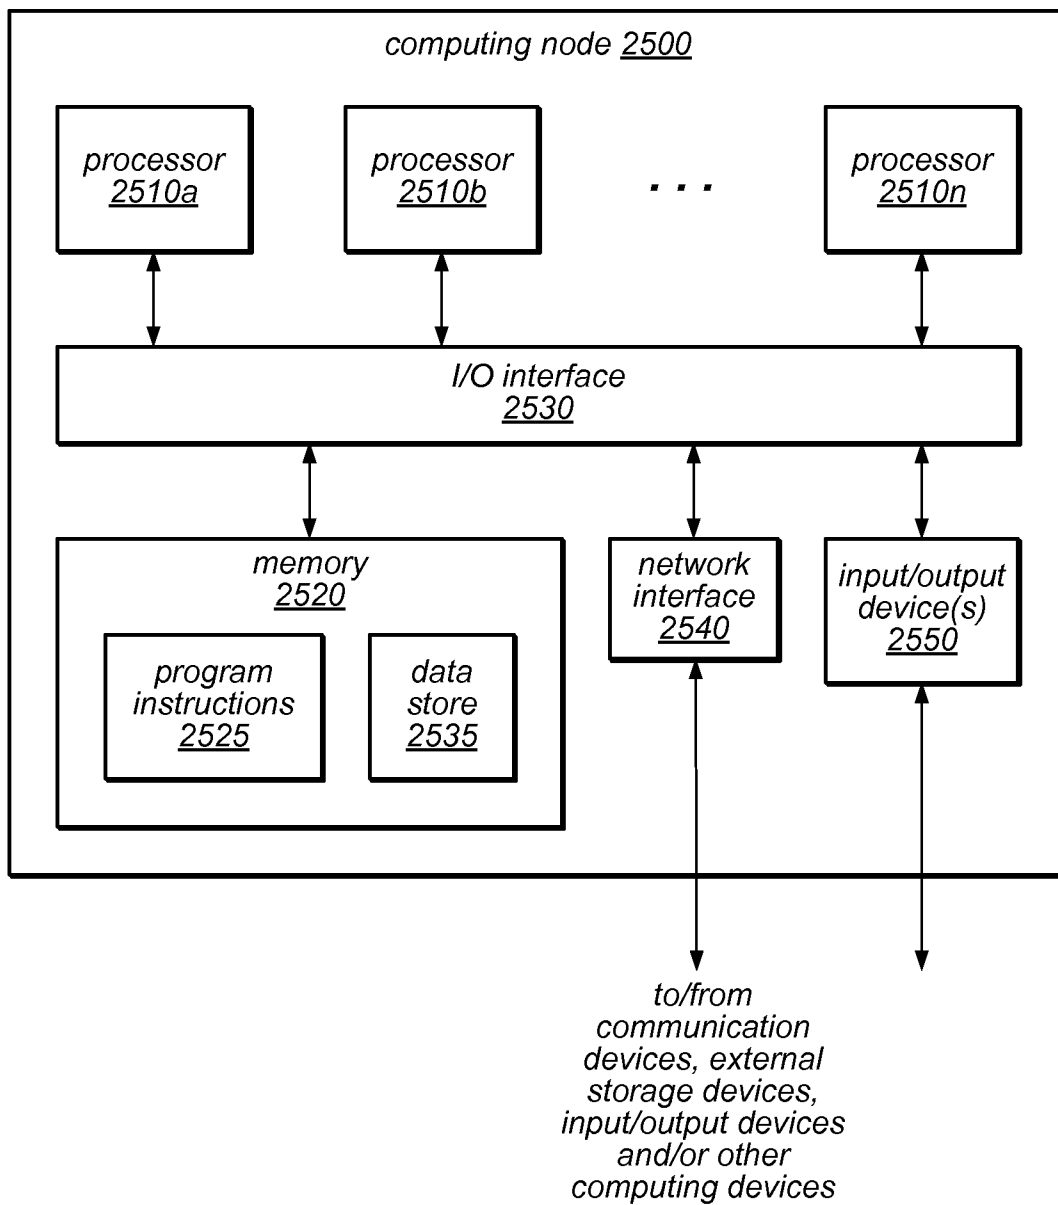 computing node 2500
processor
2510a
processor
2510b
. . .
processor
2510n
I/O interface
2530
memory
2520
program
instructions
2525
data
store
2535
network
interface
2540
input/output
device(s)
2550
to/from
communication
devices, external
storage devices,
input/output devices
and/or other
computing devices